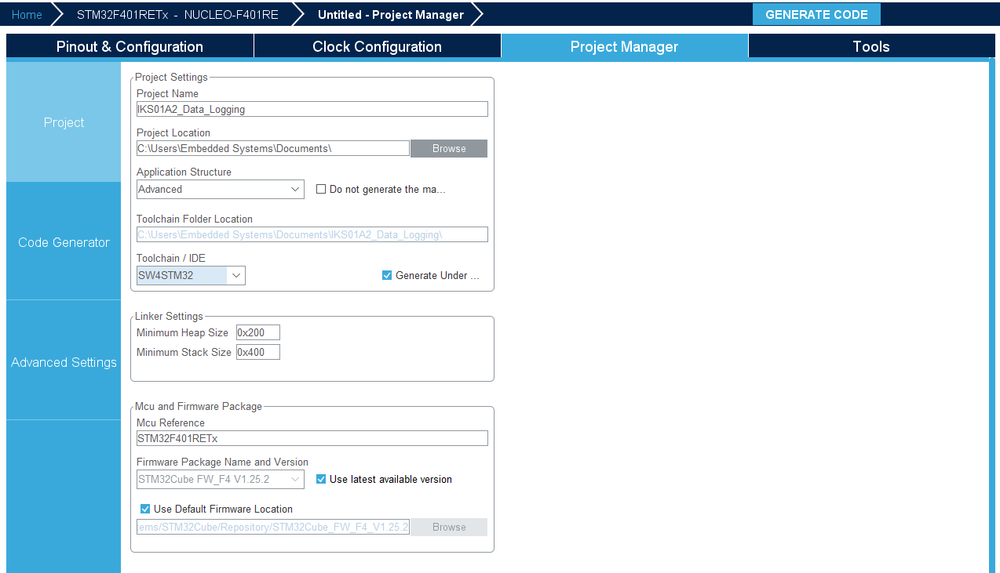 Home STM32F401RETx - NUCLEO-F401RE Untitled - Project Manager GENERATE CODE
Pinout & Configuration Clock Configuration Project Manager Tools
Project
Code Generator
Advanced Settings
Project Settings
Project Name
IKS01A2_Data_Logging
Project Location
C:\Users\Embedded Systems\Documents\ Browse
Application Structure
Advanced Do not generate the ma...
Toolchain Folder Location
C:\Users\Embedded Systems\Documents\IKS01A2_Data_Logging\
Toolchain / IDE
SW4STM32 Generate Under ...
Linker Settings
Minimum Heap Size 0x200
Minimum Stack Size 0x400
Mcu and Firmware Package
Mcu Reference
STM32F401RETx
Firmware Package Name and Version
STM32Cube FW_F4 V1.25.2 Use latest available version
Use Default Firmware Location
ems/STM32Cube/Repository/STM32Cube_FW_F4_V1.25.2 Browse